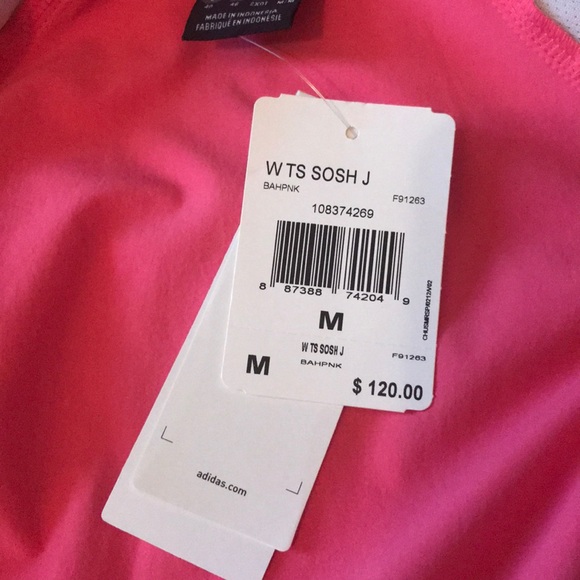 MADE IN INDONESIA
FABRIQUÉ EN INDONÉSIE
W TS SOSH J
BAHPNK F91263
108374269
8 87388 74204 9
M
W TS SOSH J F91263
M BAHPNK
$ 120.00
adidas.com